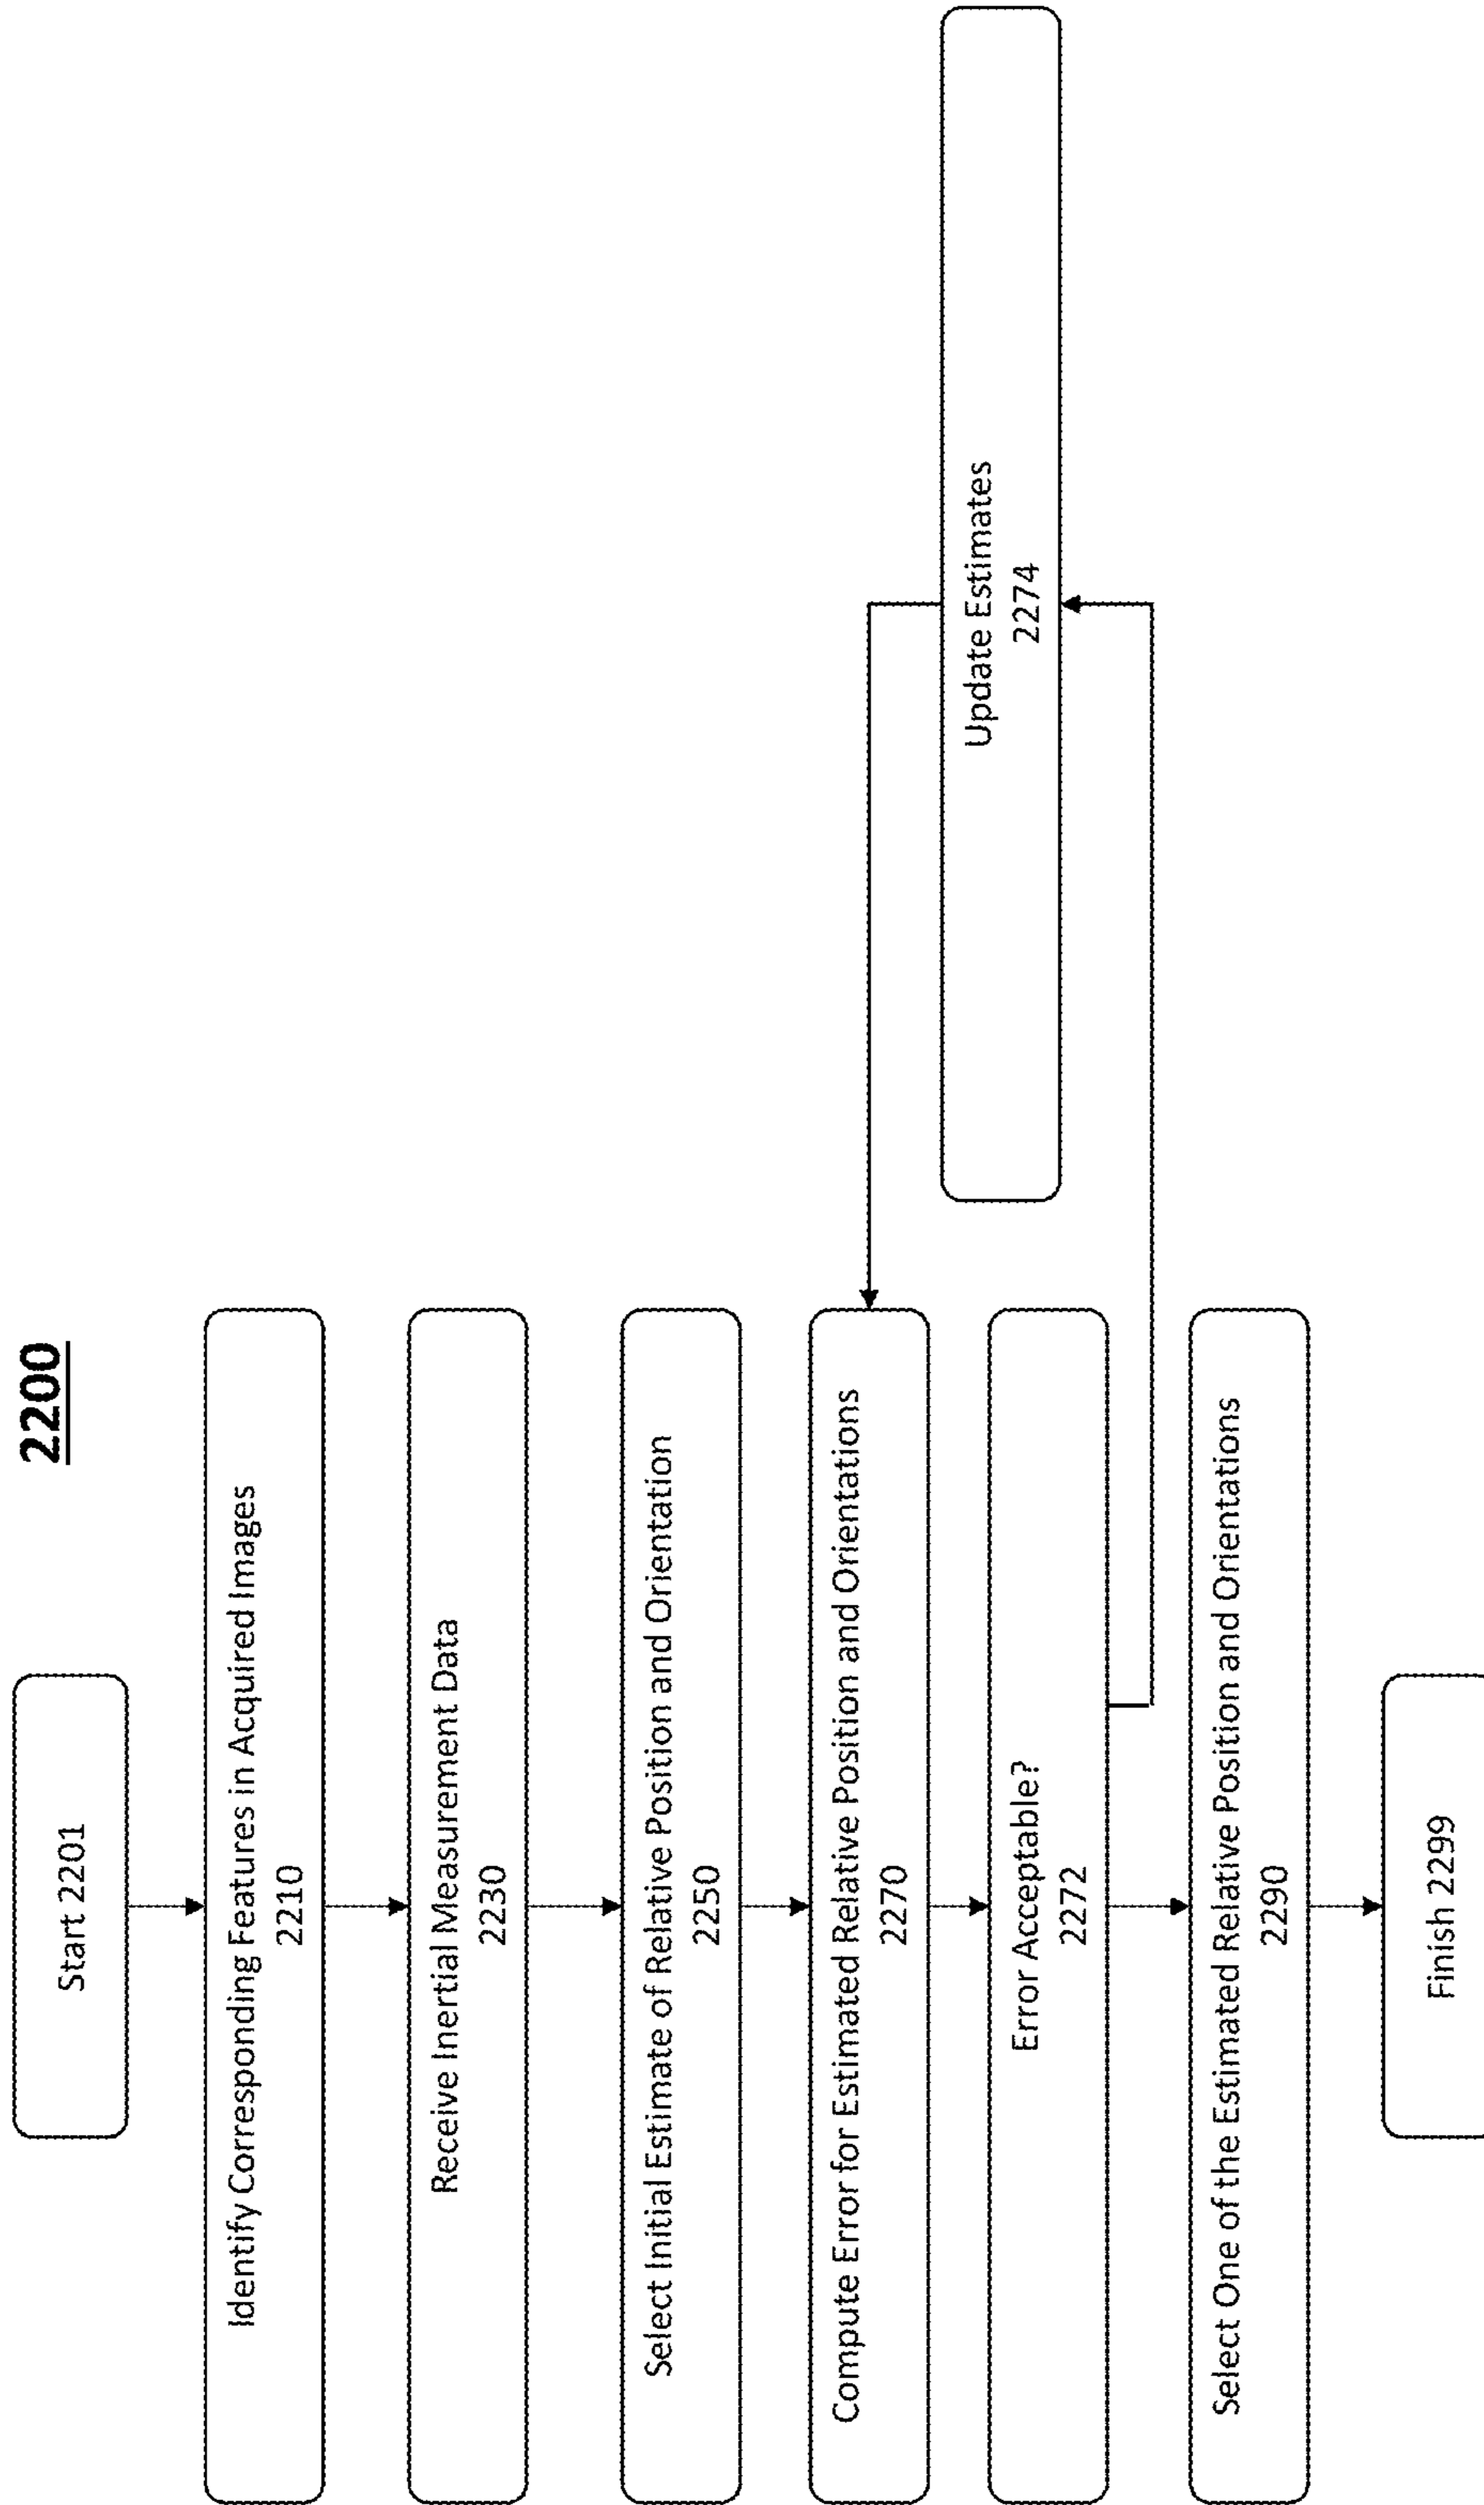 2200
Start 2201
Identify Corresponding Features in Acquired Images
2210
Receive Inertial Measurement Data
2230
Select Initial Estimate of Relative Position and Orientation
2250
Compute Error for Estimated Relative Position and Orientations
2270
Error Acceptable?
2272
Update Estimates
2274
Select One of the Estimated Relative Position and Orientations
2290
Finish 2299